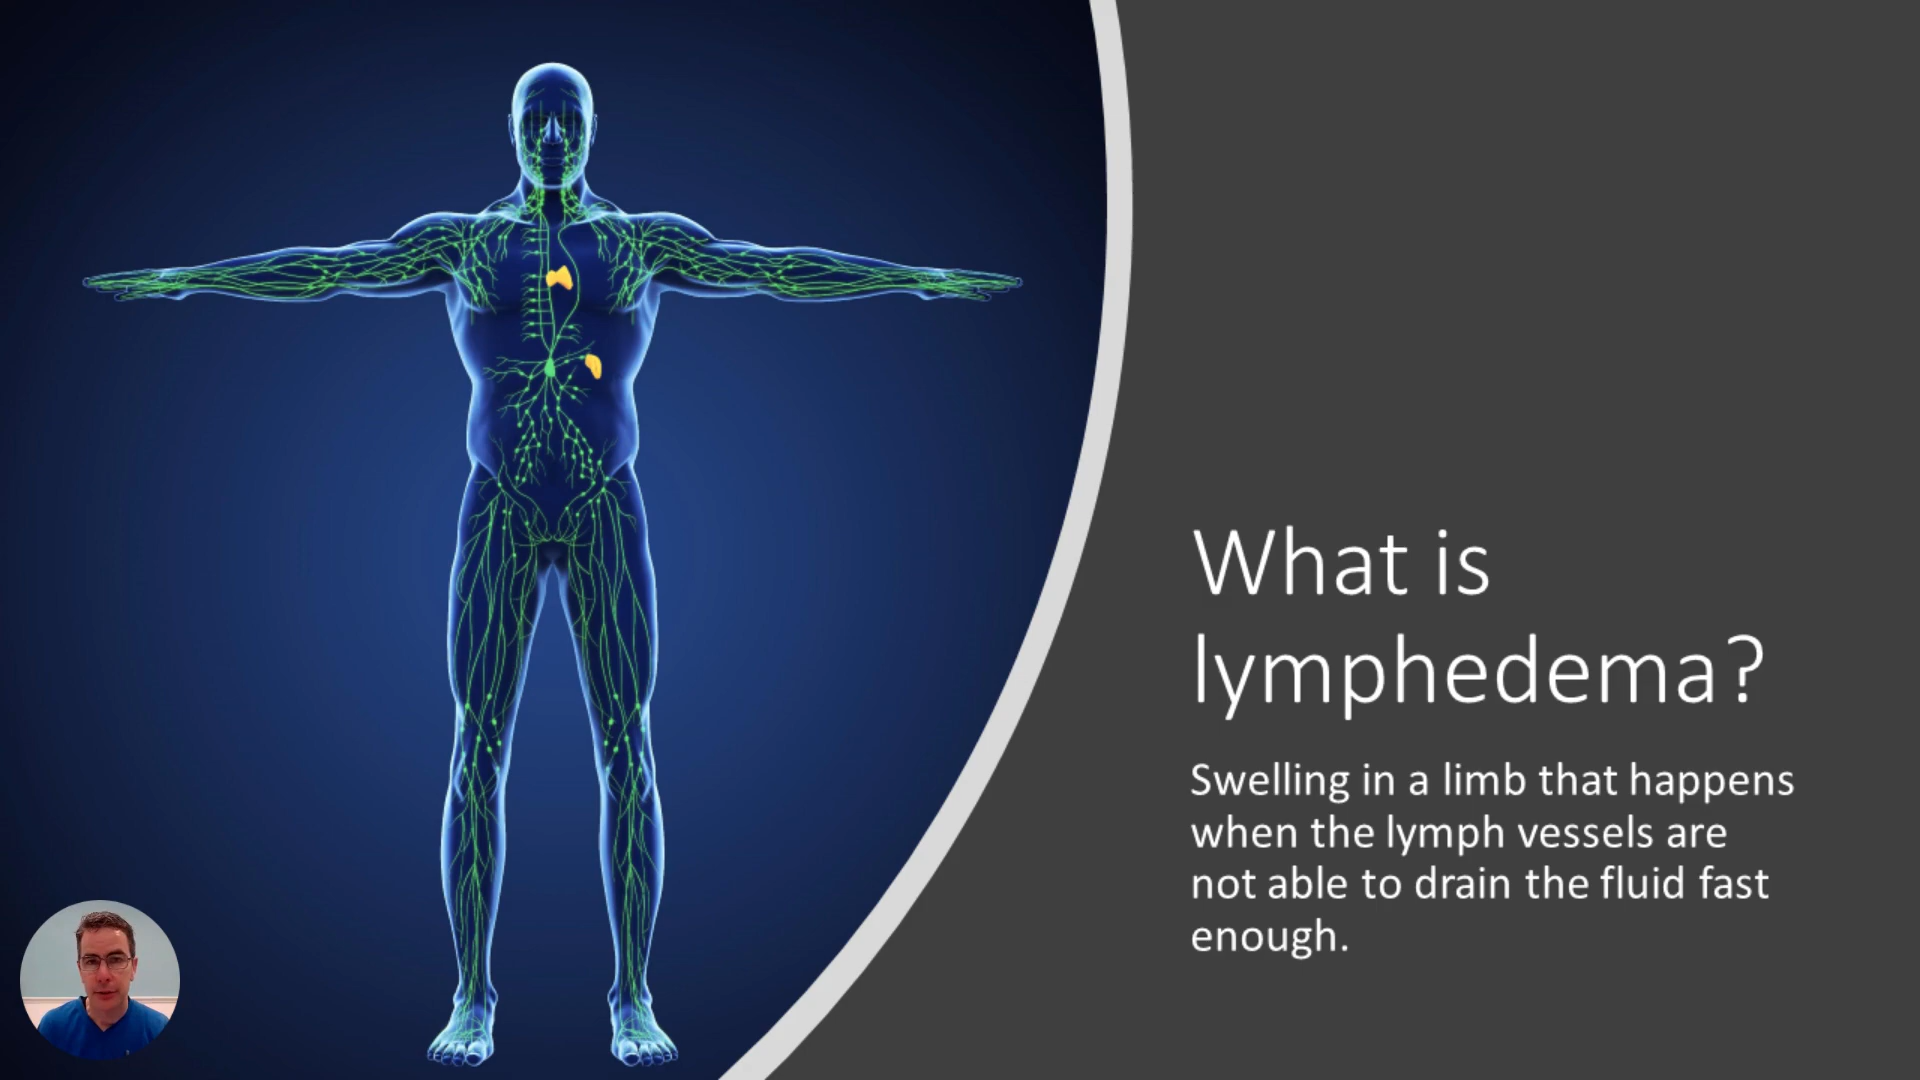 What is
lymphedema?
Swelling in a limb that happens
when the lymph vessels are
not able to drain the fluid fast
enough.